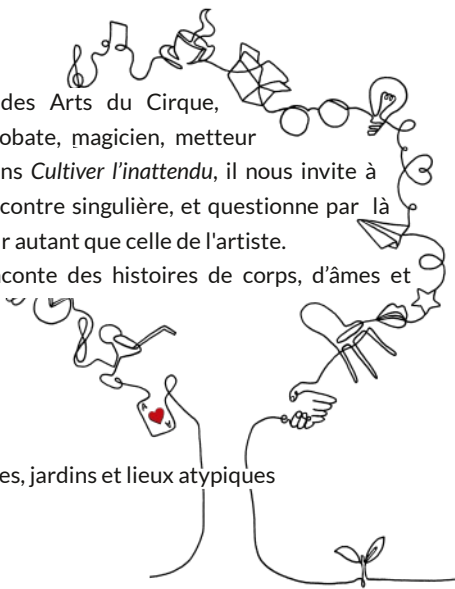 des Arts du Cirque,
obate, magicien, metteur
ns Cultiver l’inattendu, il nous invite à
contre singulière, et questionne par là
r autant que celle de l'artiste.
conte des histoires de corps, d’âmes et
es, jardins et lieux atypiques
A
A